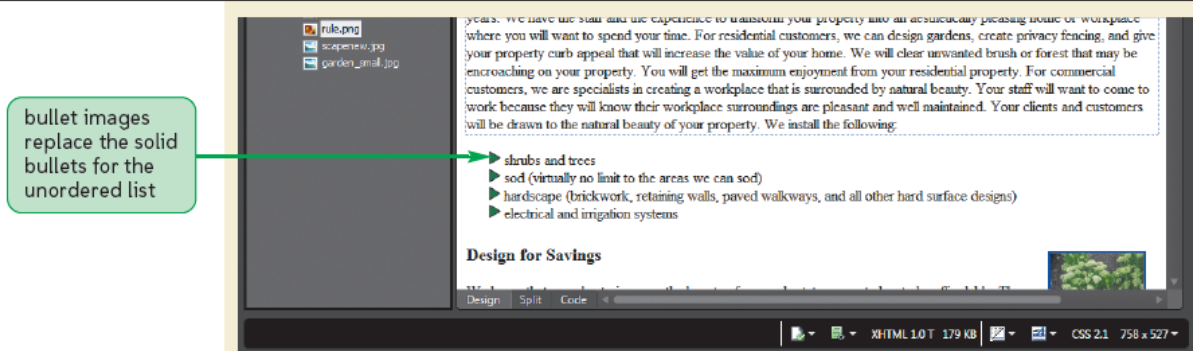 years. We have the staff and the experience to transform your property into an aesthetically pleasing home or workplace
rule.png
where you will want to spend your time. For residential customers, we can design gardens, create privacy fencing, and give
scapenew.jpg
your property curb appeal that will increase the value of your home. We will clear unwanted brush or forest that may be
garden_small.jpg
encroaching on your property. You will get the maximum enjoyment from your residential property. For commercial
customers, we are specialists in creating a workplace that is surrounded by natural beauty. Your staff will want to come to
work because they will know their workplace surroundings are pleasant and well maintained. Your clients and customers
will be drawn to the natural beauty of your property. We install the following:
bullet images
replace the solid
bullets for the
unordered list
shrubs and trees
sod (virtually no limit to the areas we can sod)
hardscape (brickwork, retaining walls, paved walkways, and all other hard surface designs)
electrical and irrigation systems
Design for Savings
Design Split Code
XHTML 1.0 T 179 KB CSS 2.1 758 x 527